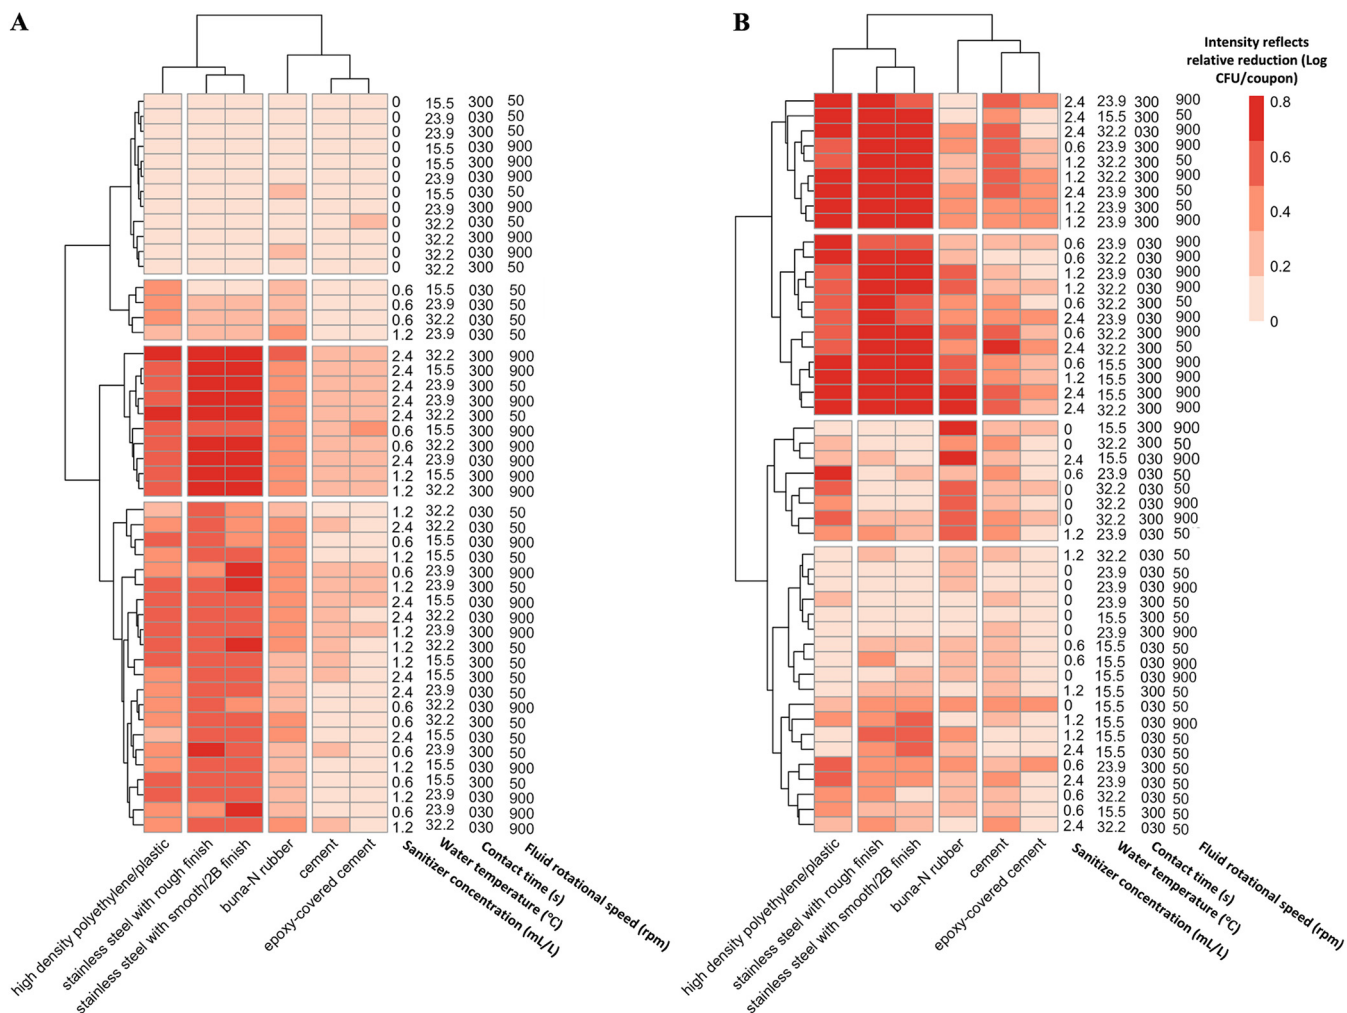 A
0 15.5 300 50
0 23.9 030 50
0 23.9 300 50
0 15.5 030 900
0 15.5 300 900
0 23.9 030 900
0 15.5 030 50
0 23.9 300 900
0 32.2 030 50
0 32.2 300 900
0 32.2 030 900
0 32.2 300 50
0.6 15.5 030 50
0.6 23.9 030 50
0.6 32.2 030 50
1.2 23.9 030 50
2.4 32.2 300 900
2.4 15.5 300 900
2.4 23.9 300 50
2.4 23.9 300 900
2.4 32.2 300 50
0.6 15.5 300 900
0.6 32.2 300 900
2.4 23.9 030 900
1.2 15.5 300 900
1.2 32.2 300 900
1.2 32.2 030 50
2.4 32.2 030 50
0.6 15.5 030 900
1.2 15.5 030 50
0.6 23.9 300 900
1.2 23.9 300 50
2.4 15.5 030 900
2.4 32.2 030 900
1.2 23.9 300 900
1.2 32.2 300 50
1.2 15.5 300 50
2.4 15.5 300 50
2.4 23.9 030 50
0.6 32.2 030 900
0.6 32.2 300 50
2.4 15.5 030 50
0.6 23.9 300 50
1.2 15.5 030 900
0.6 15.5 300 50
1.2 23.9 030 900
0.6 23.9 030 900
1.2 32.2 030 900
high density polyethylene/plastic
stainless steel with rough finish
stainless steel with smooth/2B finish
buna-N rubber
cement
epoxy-covered cement
Sanitizer concentration (mL/L)
Water temperature (°C)
Contact time (s)
Fluid rotational speed (rpm)
B
2.4 23.9 300 900
2.4 15.5 300 50
2.4 32.2 030 900
0.6 23.9 300 900
1.2 32.2 300 50
1.2 32.2 300 900
2.4 23.9 300 50
1.2 23.9 300 50
1.2 23.9 300 900
0.6 23.9 030 900
0.6 32.2 030 900
1.2 23.9 030 900
1.2 32.2 030 900
0.6 32.2 300 50
2.4 23.9 030 900
0.6 32.2 300 900
2.4 32.2 300 50
0.6 15.5 300 900
1.2 15.5 300 900
2.4 15.5 300 900
2.4 32.2 300 900
0 15.5 300 900
0 32.2 300 50
2.4 15.5 030 900
0.6 23.9 030 50
0 32.2 030 50
0 32.2 030 900
0 32.2 300 900
1.2 23.9 030 50
1.2 32.2 030 50
0 23.9 030 50
0 23.9 030 900
0 23.9 300 50
0 15.5 300 50
0 23.9 300 900
0.6 15.5 030 50
0.6 15.5 030 900
0 15.5 030 900
1.2 15.5 300 50
0 15.5 030 50
1.2 15.5 030 900
1.2 15.5 030 50
2.4 15.5 030 50
0.6 23.9 300 50
2.4 23.9 030 50
0.6 32.2 030 50
0.6 15.5 300 50
2.4 32.2 030 50
high density polyethylene/plastic
stainless steel with rough finish
stainless steel with smooth/2B finish
buna-N rubber
cement
epoxy-covered cement
Sanitizer concentration (mL/L)
Water temperature (°C)
Contact time (s)
Fluid rotational speed (rpm)
Intensity reflects
relative reduction (Log
CFU/coupon)
0.8
0.6
0.4
0.2
0